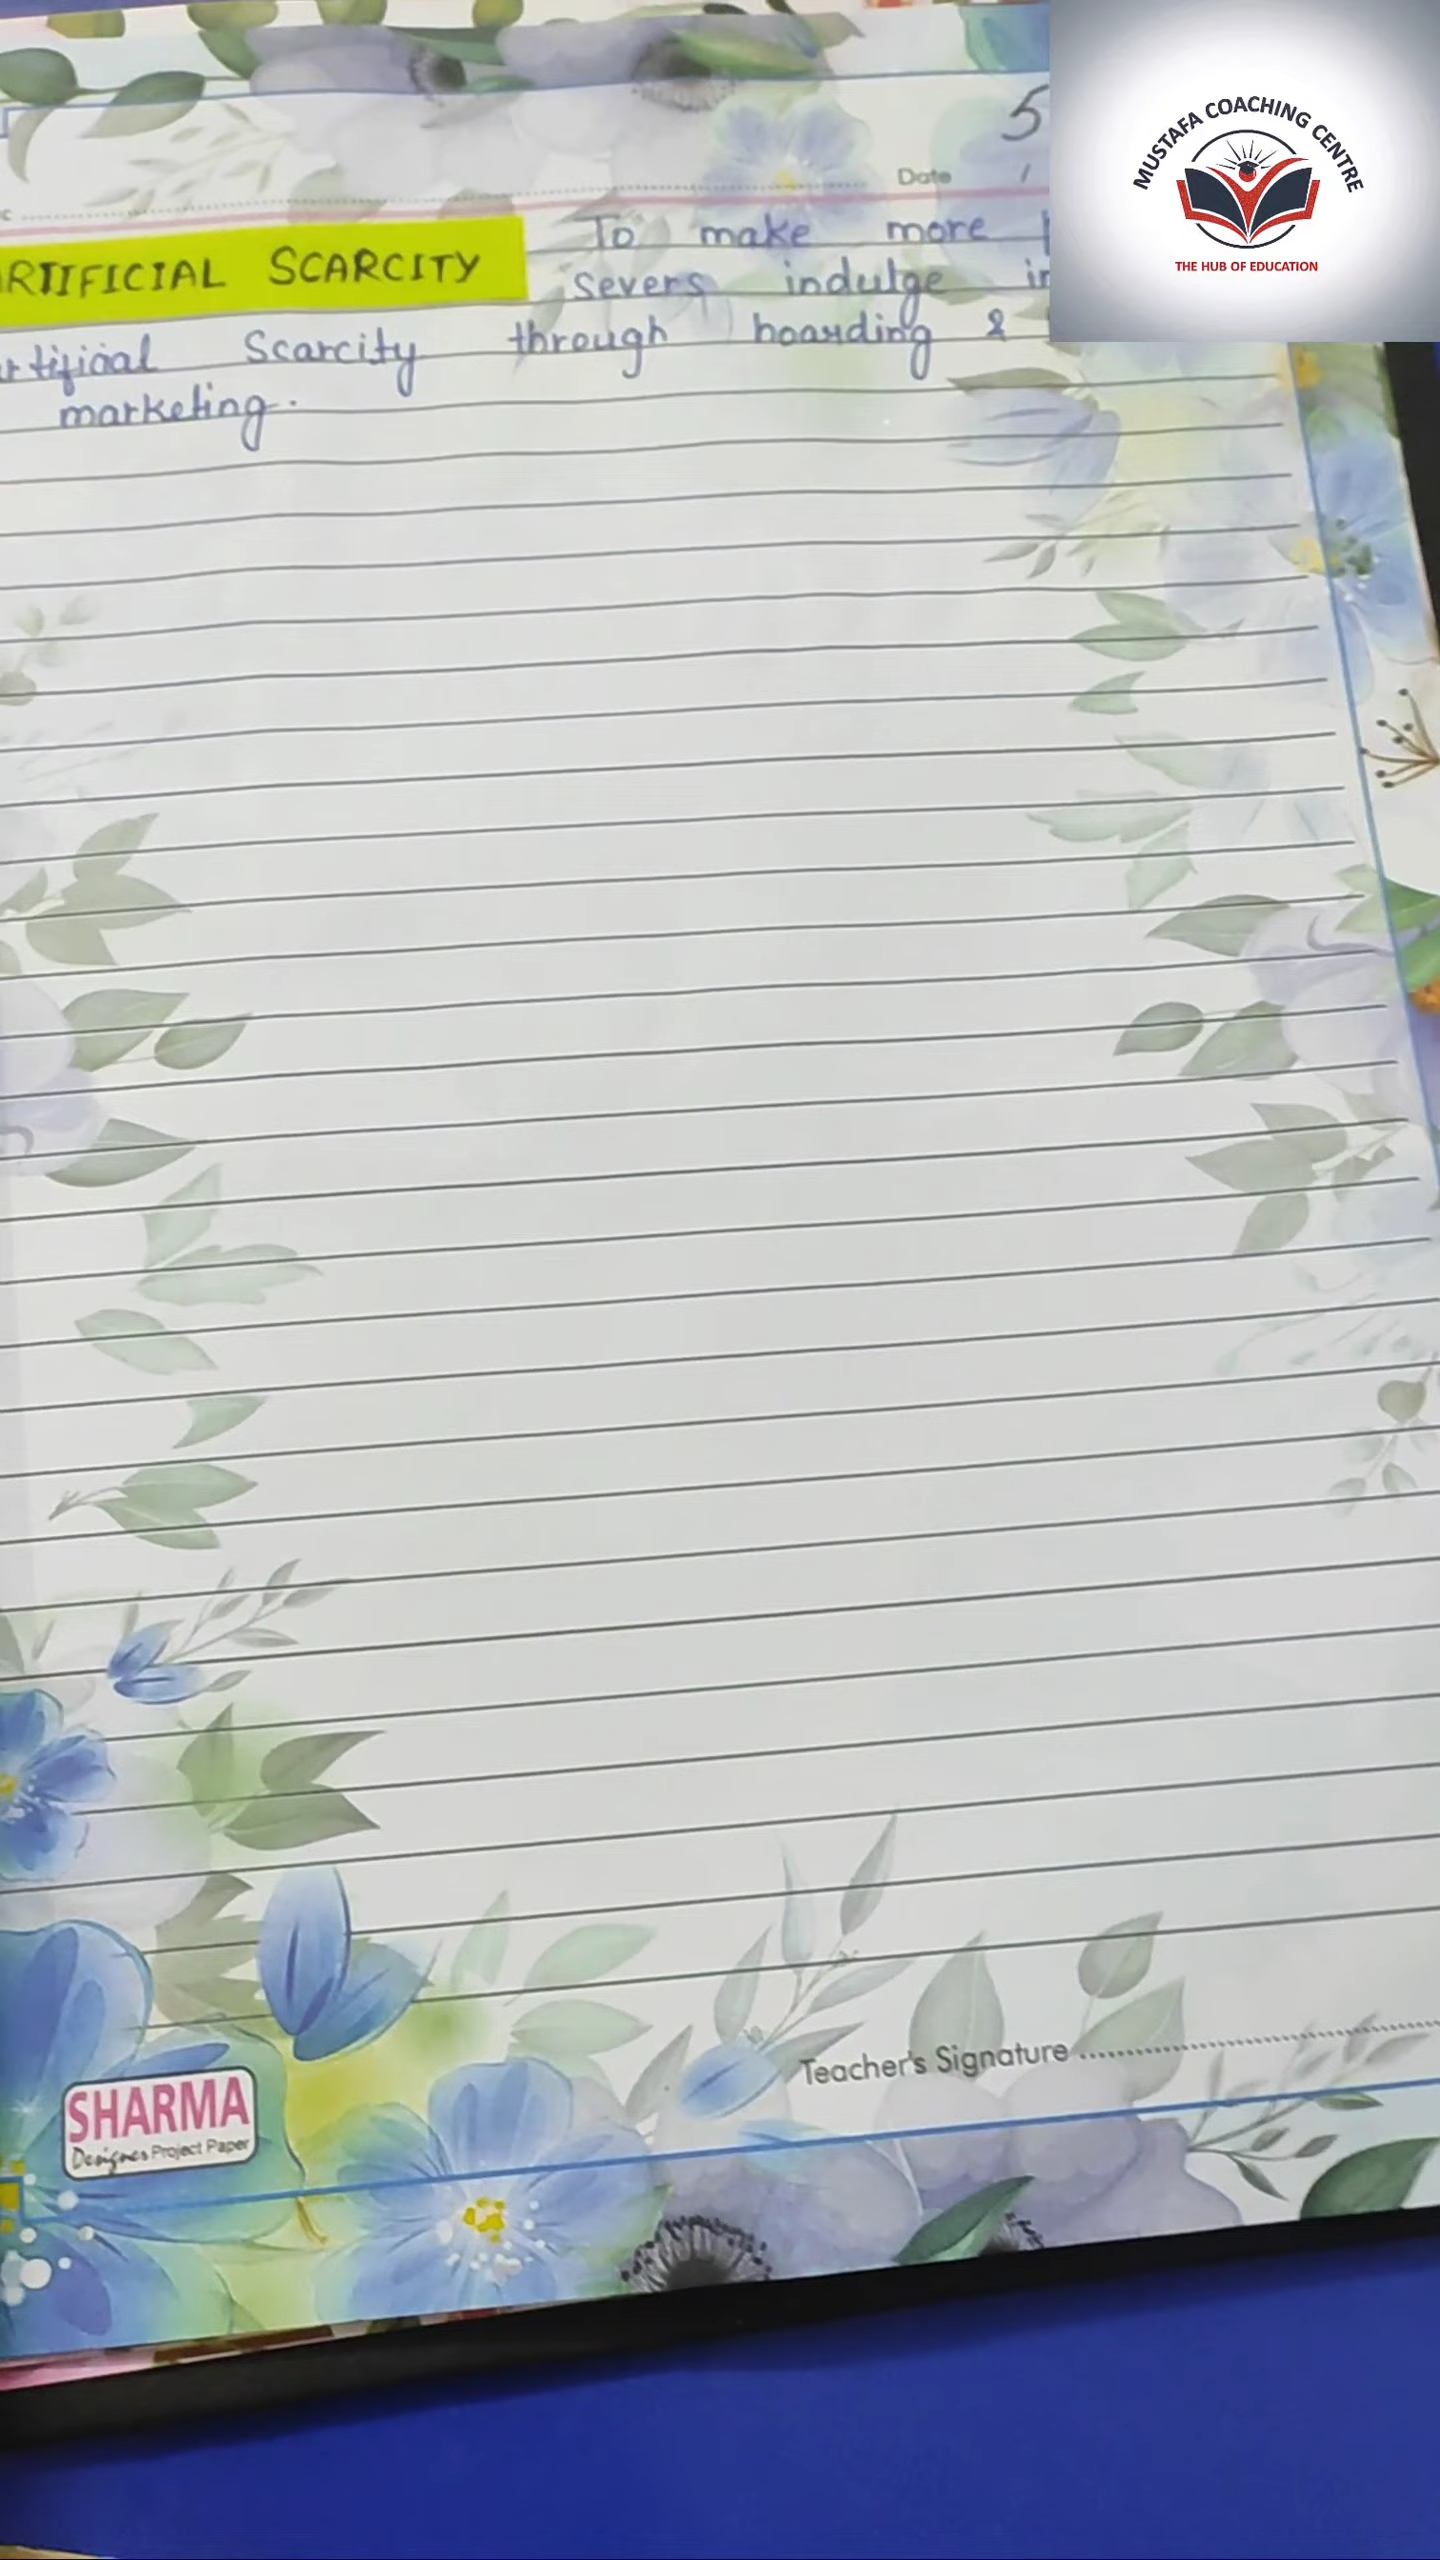 5
MUSTAFA COACHING CENTRE
THE HUB OF EDUCATION
Date
RTIFICIAL SCARCITY
To make more
severs indulge
rtificial Scarcity through hoarding &
marketing.
Teacher's Signature
SHARMA
Designer Project Paper